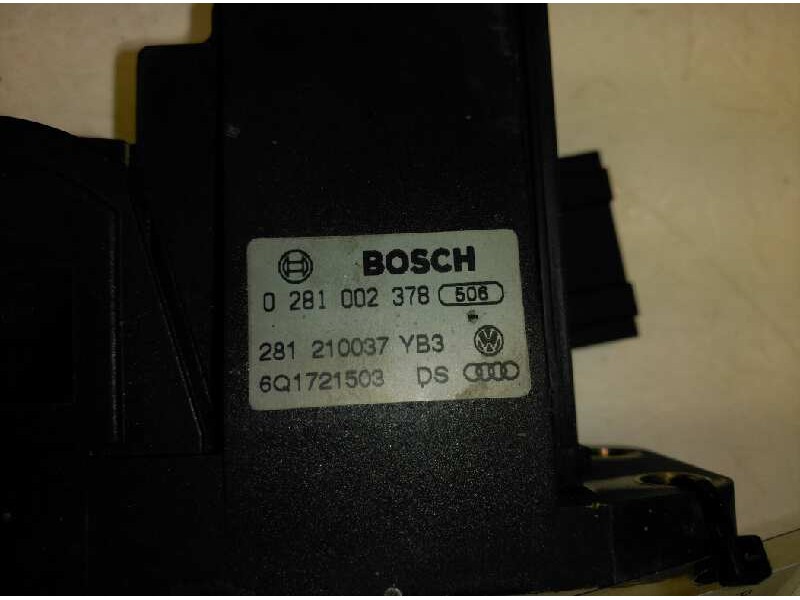 BOSCH
0 281 002 378 506
281 210037 YB3
6Q1721503 DS